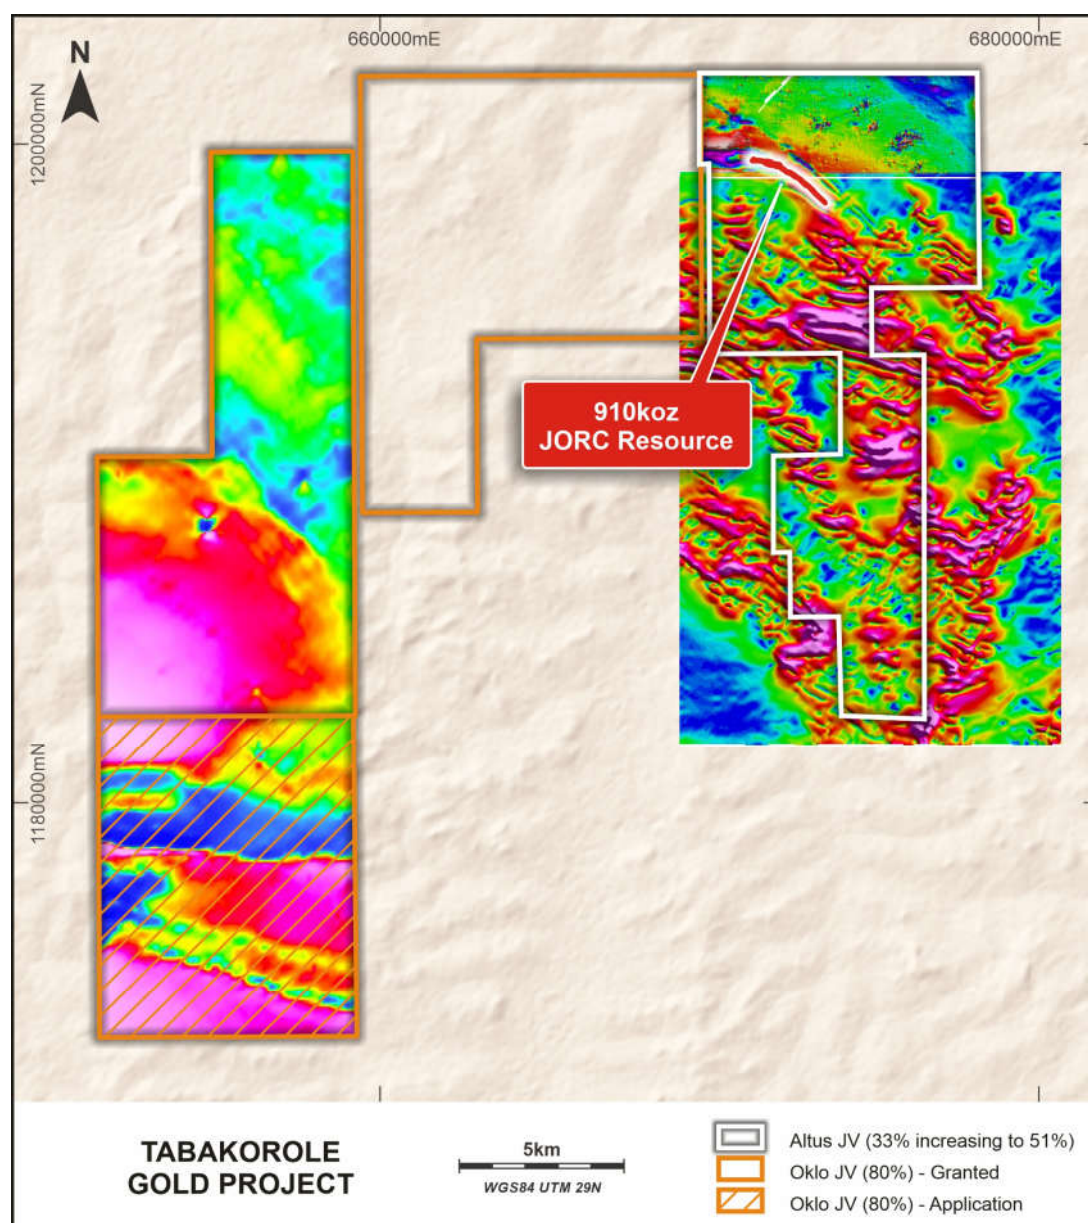 660000mE
680000mE
N
1200000mN
1180000mN
910koz
JORC Resource
TABAKOROLE
GOLD PROJECT
5km
WGS84 UTM 29N
Altus JV (33% increasing to 51%)
Oklo JV (80%) - Granted
Oklo JV (80%) - Application